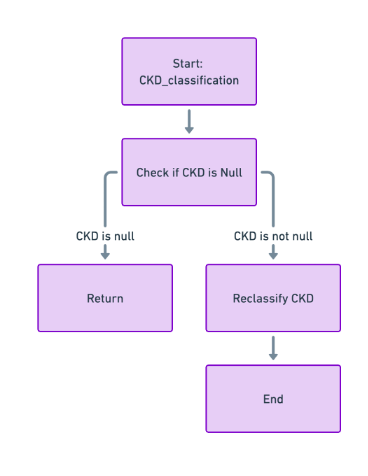 Start:
CKD_classification
Check if CKD is Null
CKD is null
CKD is not null
Return
Reclassify CKD
End